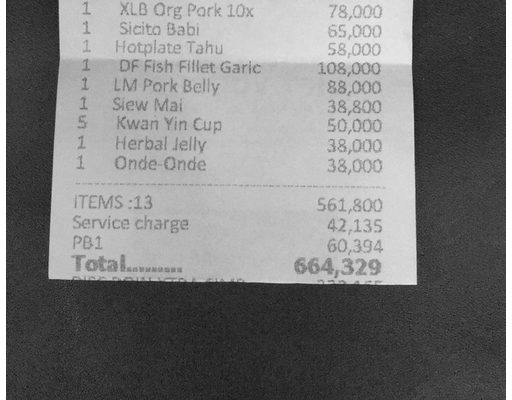 1 XLB Org Pork 10x 78,000
1 Sicito Babi 65,000
1 Hotplate Tahu 58,000
1 DF Fish Fillet Garic 108,000
1 LM Pork Belly 88,000
1 Siew Mai 38,800
5 Kwan Yin Cup 50,000
1 Herbal Jelly 38,000
1 Onde-Onde 38,000
ITEMS :13 561,800
Service charge 42,135
PB1 60,394
Total.......... 664,329